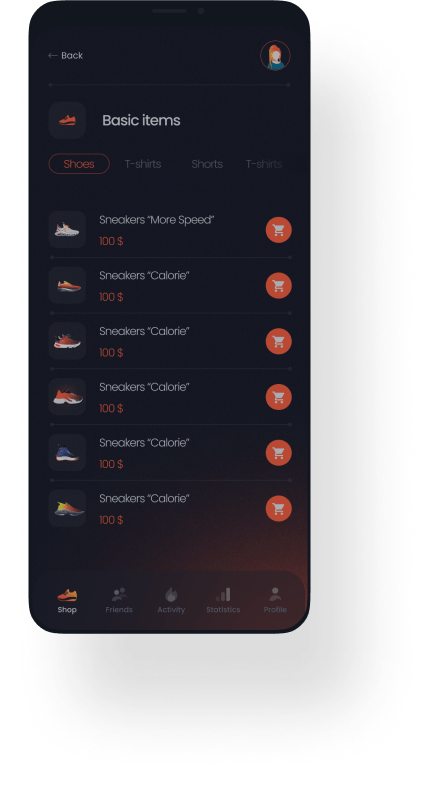 ← Back
Basic items
Shoes T-shirts Shorts T-shirts
Sneakers “More Speed”
100 $
Sneakers “Calorie”
100 $
Sneakers “Calorie”
100 $
Sneakers “Calorie”
100 $
Sneakers “Calorie”
100 $
Sneakers “Calorie”
100 $
Shop Friends Activity Statistics Profile